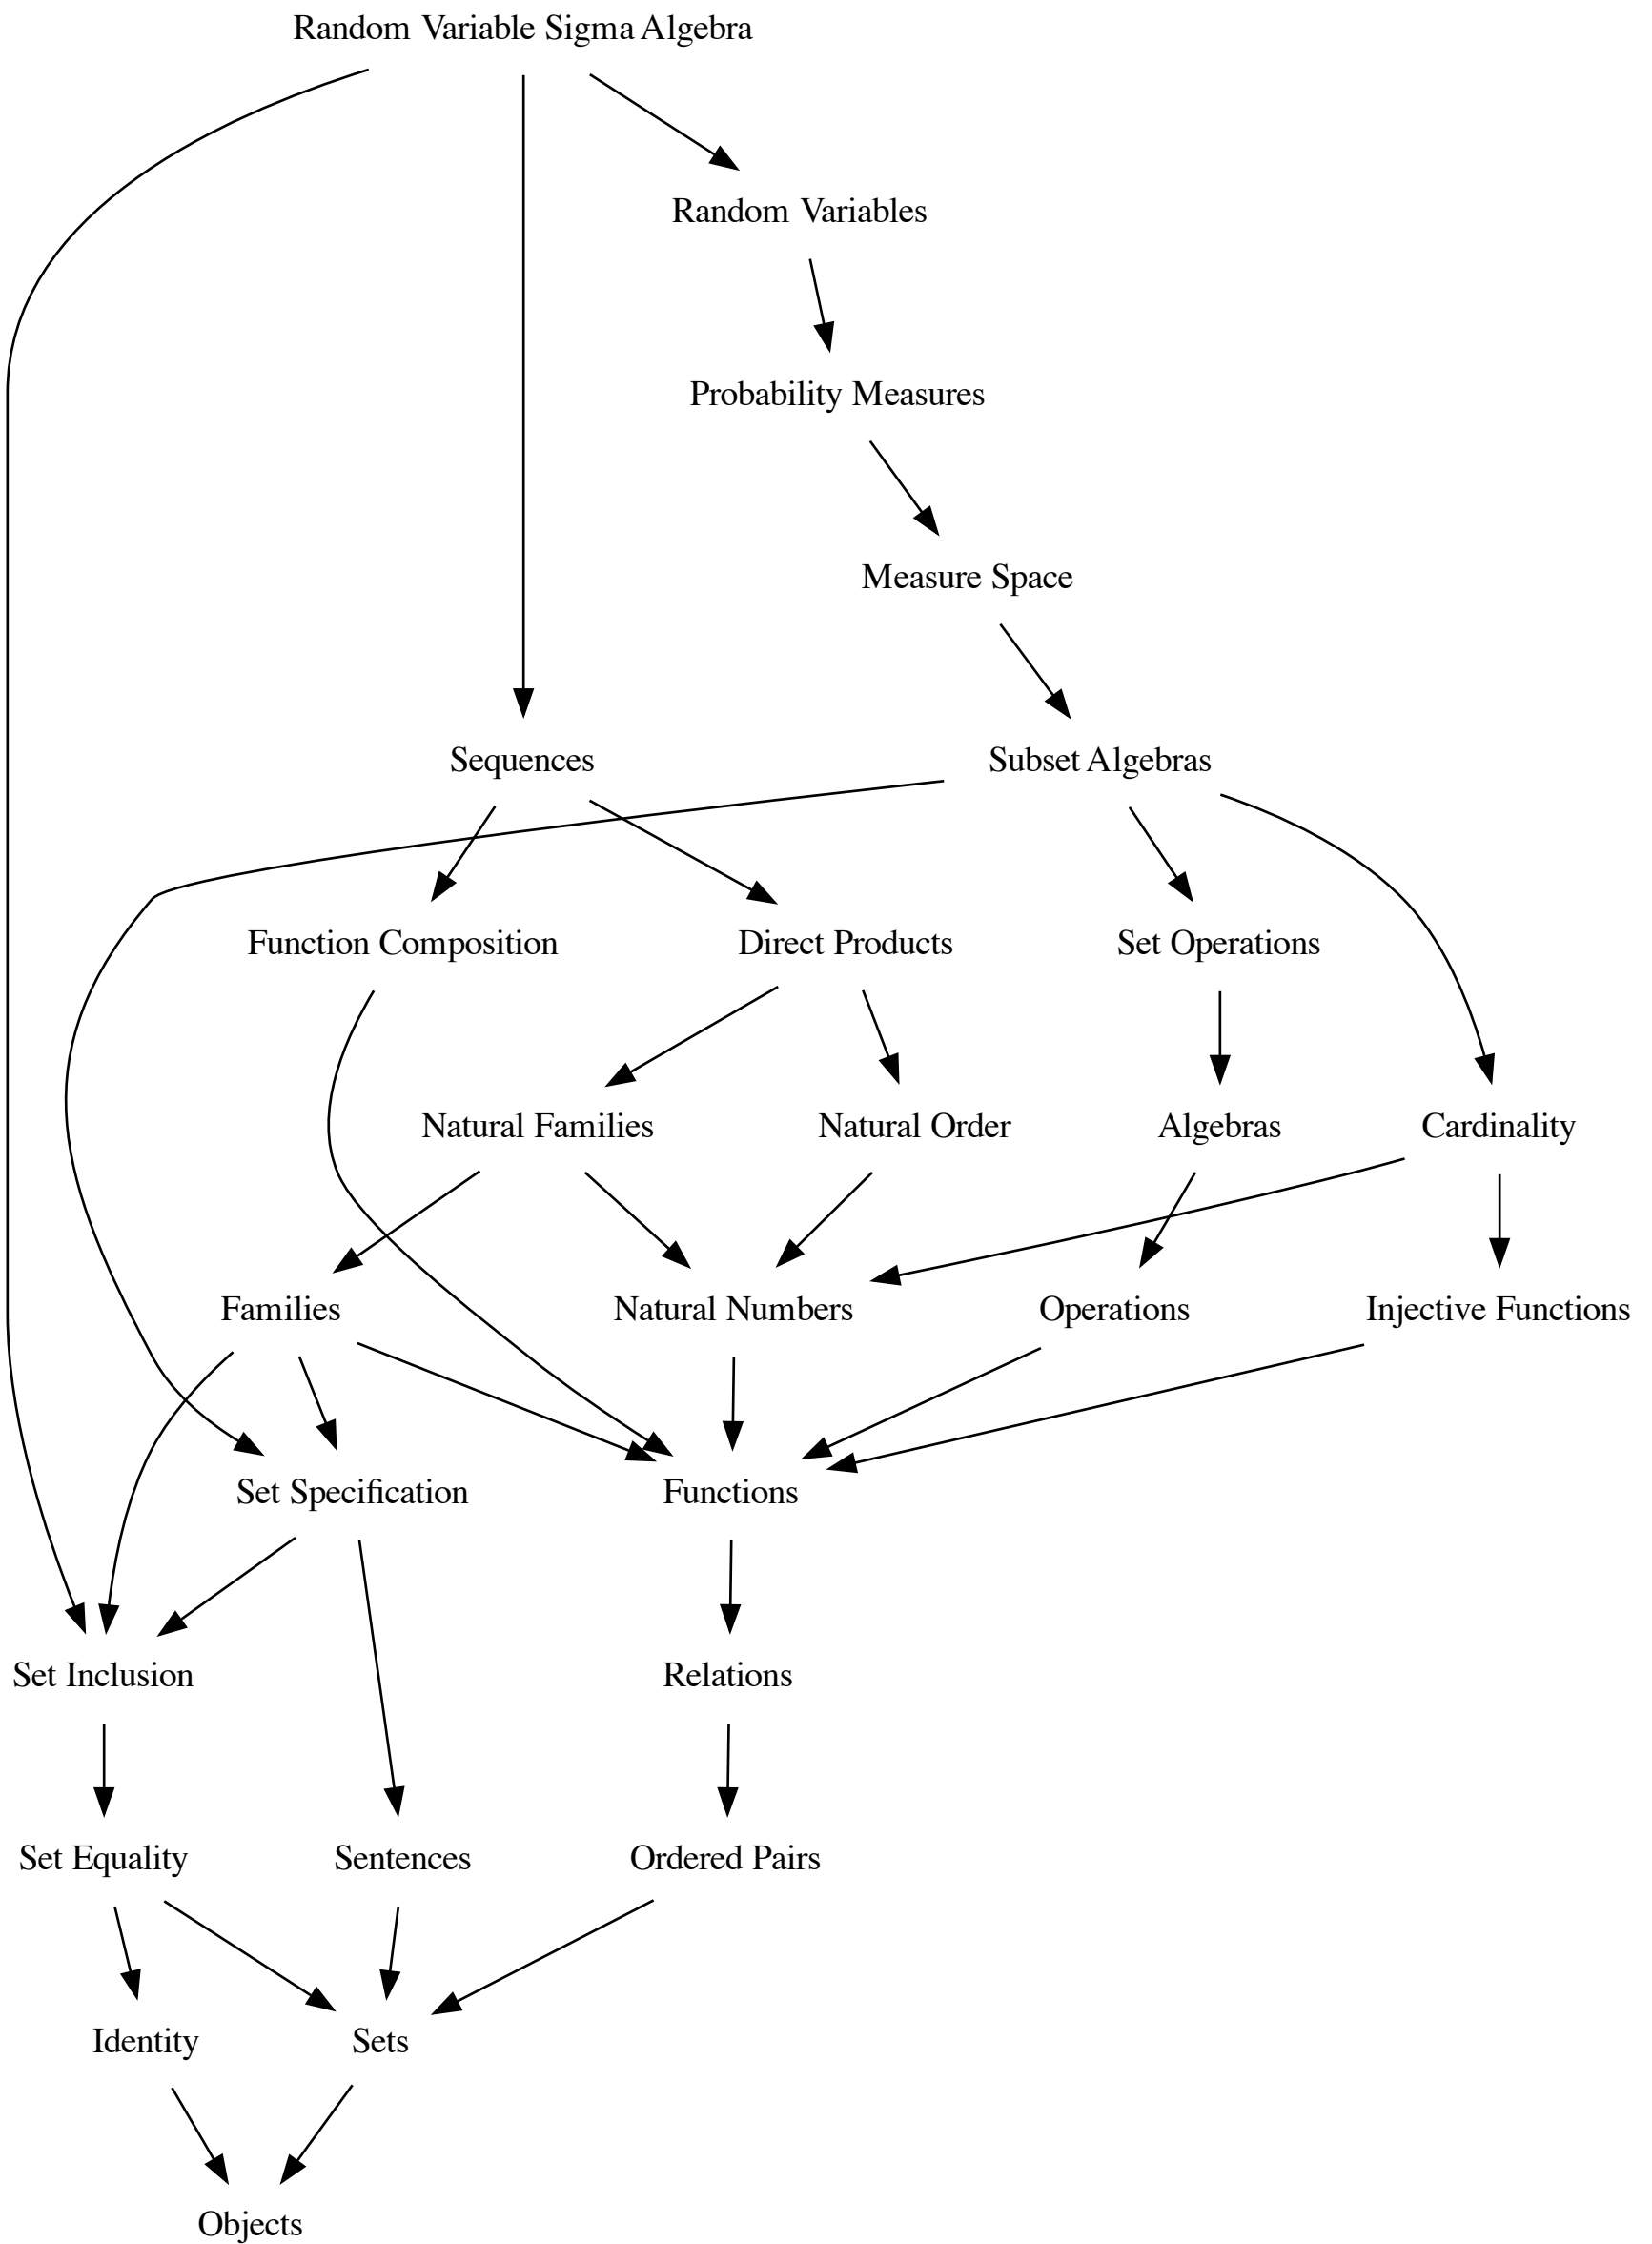 Random Variable Sigma Algebra
Random Variables
Probability Measures
Measure Space
Sequences
Subset Algebras
Function Composition
Direct Products
Set Operations
Natural Families
Natural Order
Algebras
Cardinality
Families
Natural Numbers
Operations
Injective Functions
Set Specification
Functions
Set Inclusion
Relations
Set Equality
Sentences
Ordered Pairs
Identity
Sets
Objects